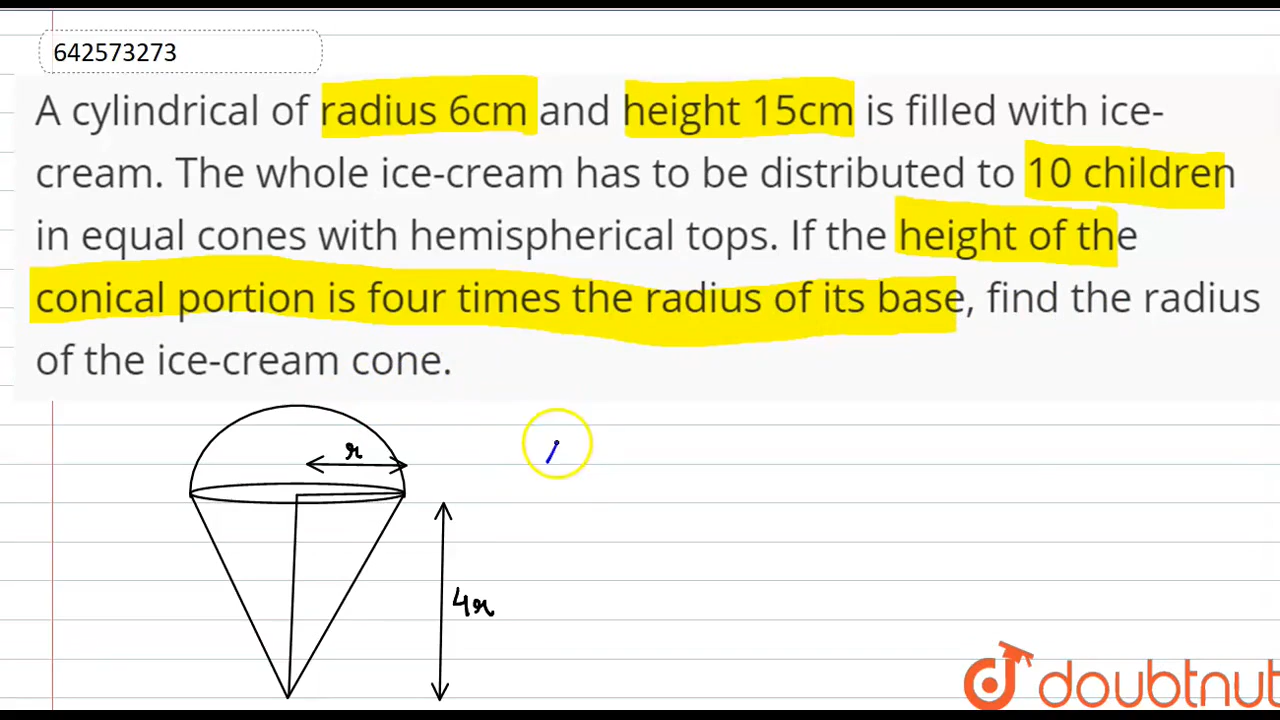 642573273
A cylindrical of radius 6cm and height 15cm is filled with ice-
cream. The whole ice-cream has to be distributed to 10 children
in equal cones with hemispherical tops. If the height of the
conical portion is four times the radius of its base, find the radius
of the ice-cream cone.
r
4r
doubtnut